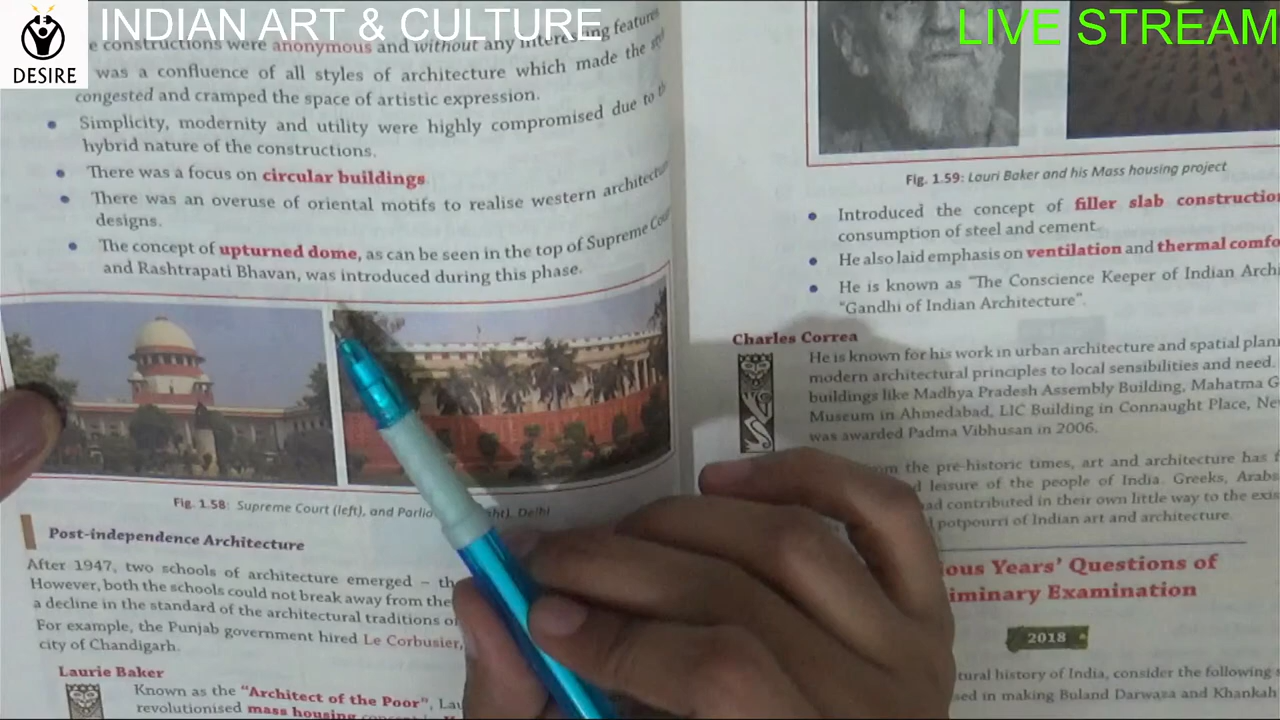 INDIAN ART & CULTURE
LIVE STREAM
DESIRE
e constructions were anonymous and without any interesting features
was a confluence of all styles of architecture which made the
congested and cramped the space of artistic expression.
Simplicity, modernity and utility were highly compromised due to
hybrid nature of the constructions.
There was a focus on circular buildings.
There was an overuse of oriental motifs to realise western architectu
designs.
The concept of upturned dome, as can be seen in the top of Supreme Cou
and Rashtrapati Bhavan, was introduced during this phase.
Fig. 1.58: Supreme Court (left), and Parlia ght), Delhi
Post-independence Architecture
After 1947, two schools of architecture emerged – the
However, both the schools could not break away from the
a decline in the standard of the architectural traditions o
For example, the Punjab government hired Le Corbusier,
city of Chandigarh.
Laurie Baker
Known as the "Architect of the Poor", Lau
revolutionised mass housing
Fig. 1.59: Lauri Baker and his Mass housing project
Introduced the concept of filler slab construction
consumption of steel and cement.
He also laid emphasis on ventilation and thermal comfo
He is known as "The Conscience Keeper of Indian Arch
"Gandhi of Indian Architecture".
Charles Correa
He is known for his work in urban architecture and spatial plan
modern architectural principles to local sensibilities and need.
buildings like Madhya Pradesh Assembly Building, Mahatma G
Museum in Ahmedabad, LIC Building in Connaught Place, Ne
was awarded Padma Vibhusan in 2006.
om the pre-historic times, art and architecture has
d leisure of the people of India. Greeks, Arabs
had contributed in their own little way to the exis
potpourri of Indian art and architecture.
ious Years' Questions of
iminary Examination
2018
tural history of India, consider the following
sed in making Buland Darwaza and Khankah